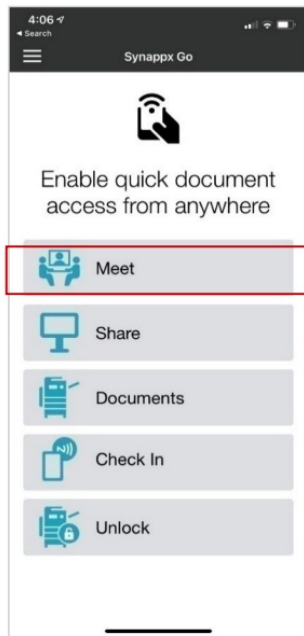 4:06
Search
Synappx Go
Enable quick document
access from anywhere
Meet
Share
Documents
N
Check In
Unlock